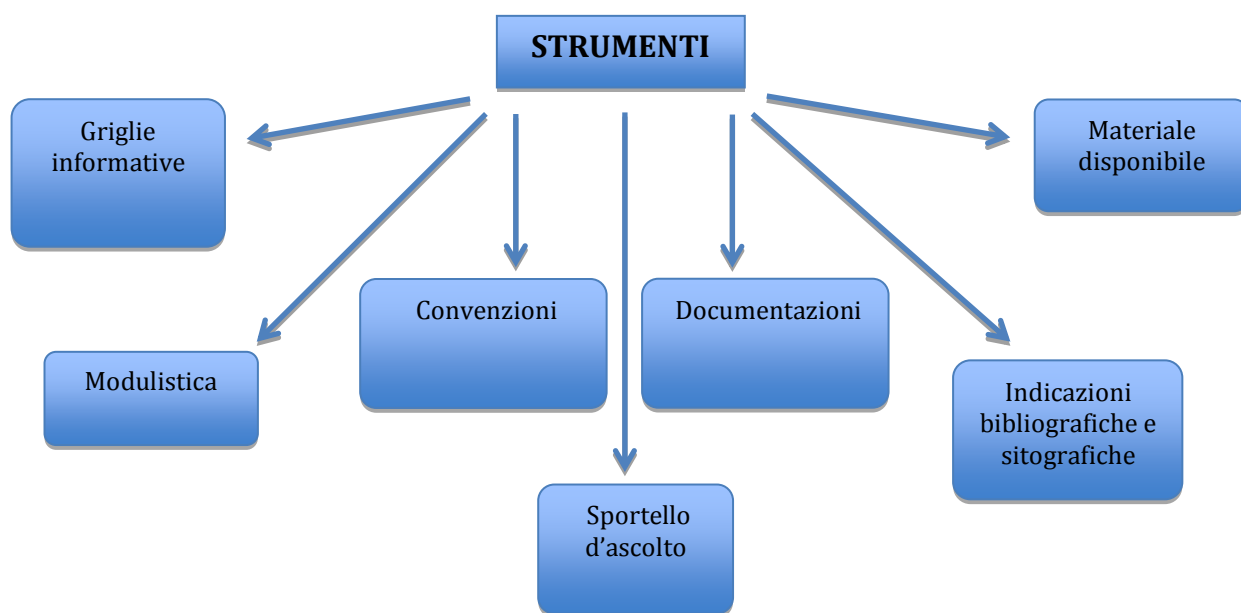 STRUMENTI
Griglie
informative
Materiale
disponibile
Convenzioni
Documentazioni
Modulistica
Indicazioni
bibliografiche e
sitografiche
Sportello
d’ascolto